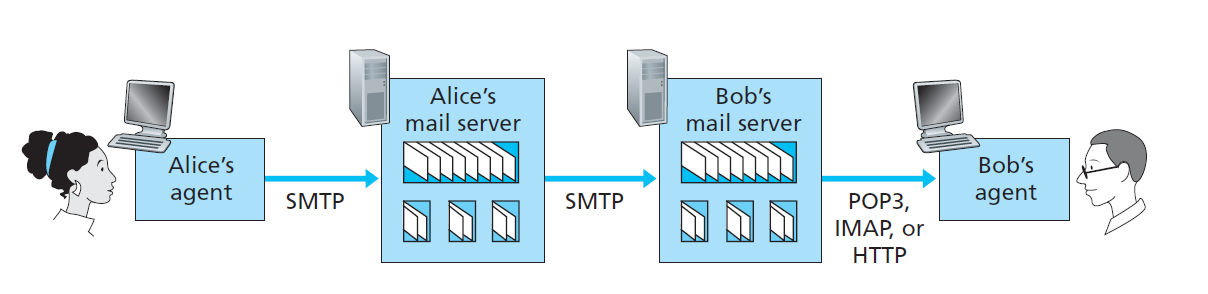 Alice's
agent
SMTP
Alice's
mail server
SMTP
Bob's
mail server
POP3,
IMAP, or
HTTP
Bob's
agent